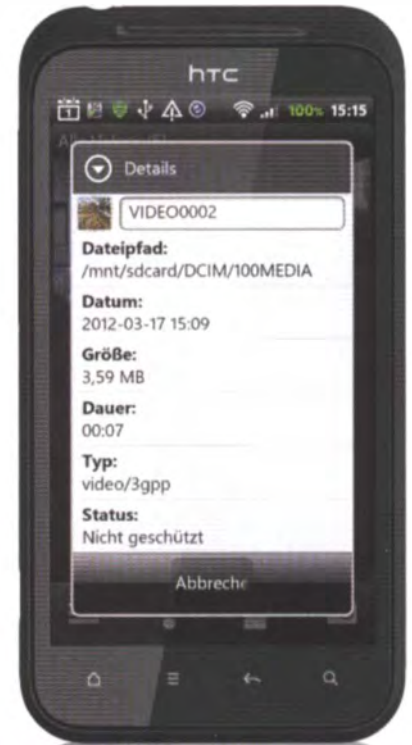 hTC
1
100% 15:15
Details
VIDEO0002
Dateipfad:
/mnt/sdcard/DCIM/100MEDIA
Datum:
2012-03-17 15:09
Größe:
3,59 MB
Dauer:
00:07
Typ:
video/3gpp
Status:
Nicht geschützt
Abbreche